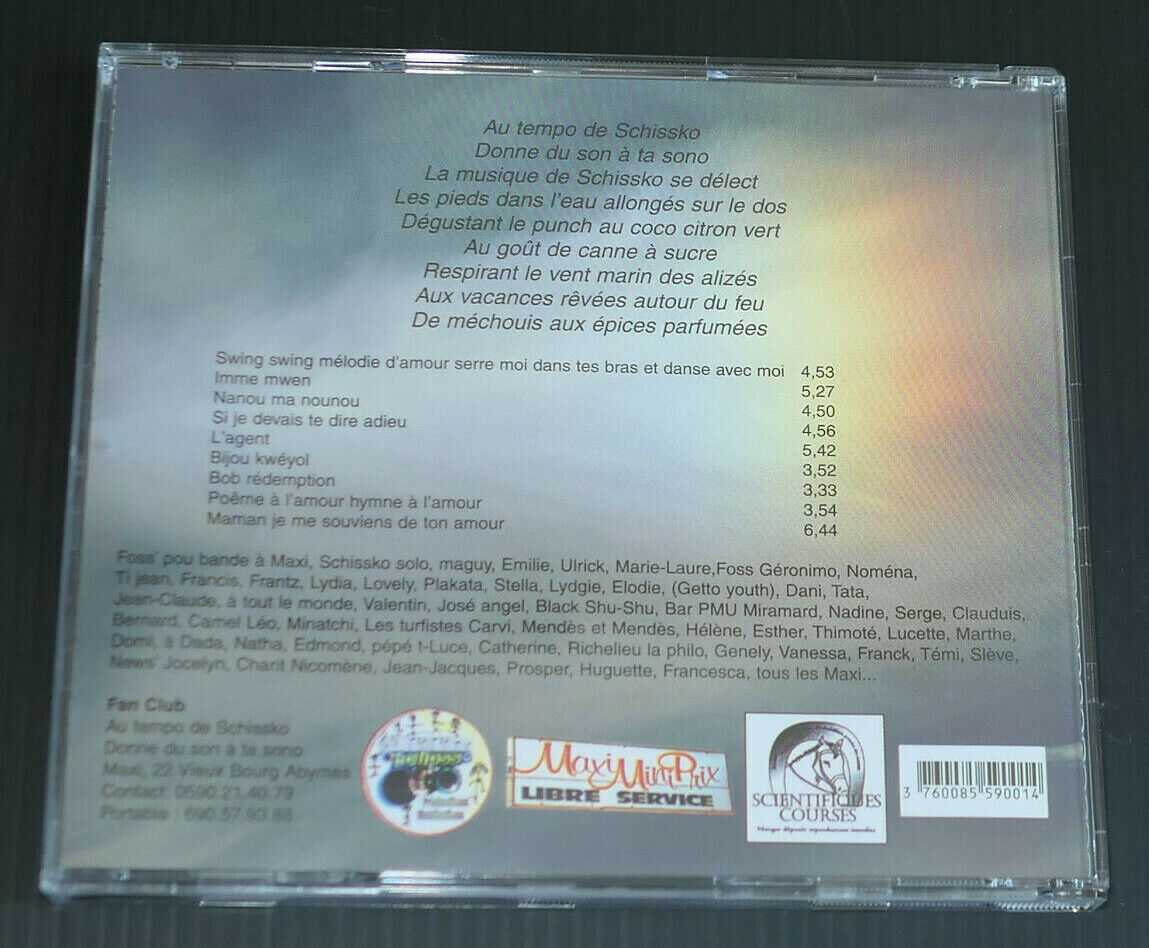 Au tempo de Schissko
Donne du son à ta sono
La musique de Schissko se délect
Les pieds dans l'eau allongés sur le dos
Dégustant le punch au coco citron vert
Au goût de canne à sucre
Respirant le vent marin des alizés
Aux vacances rêvées autour du feu
De méchouis aux épices parfumées
Swing swing mélodie d'amour serre moi dans tes bras et danse avec moi 4,53
Imme mwen 5,27
Nanou ma nounou 4,50
Si je devais te dire adieu 4,56
L'agent 5,42
Bijou kwéyol 3,52
Bob rédemption 3,33
Poême à l'amour hymne à l'amour 3,54
Maman je me souviens de ton amour 6,44
Foss' pou bande à Maxi, Schissko solo, maguy, Emilie, Ulrick, Marie-Laure,Foss Géronimo, Noména,
Ti jean, Francis, Frantz, Lydia, Lovely, Plakata, Stella, Lydgie, Elodie, (Getto youth), Dani, Tata,
Jean-Claude, à tout le monde, Valentin, José angel, Black Shu-Shu, Bar PMU Miramard, Nadine, Serge, Clauduis,
Bernard, Camel Léo, Minatchi, Les turfistes Carvi, Mendès et Mendès, Hélène, Esther, Thimoté, Lucette, Marthe,
Domi, à Dada, Natha, Edmond, pépé t-Luce, Catherine, Richelieu la philo, Genely, Vanessa, Franck, Témi, Slève,
News' Jocelyn, Charit Nicomène, Jean-Jacques, Prosper, Huguette, Francesca, tous les Maxi...
Fan Club
Au tempo de Schissko
Donne du son à ta sono
Maxi, 22 Vieux Bourg Abymes
Contact: 0590.21.40.79
Portable : 690.57.93.88
Maxi Mini Prix
LIBRE SERVICE
SCIENTIFIQUES
COURSES
Marque déposée reproduction interdite
3 760085 590014